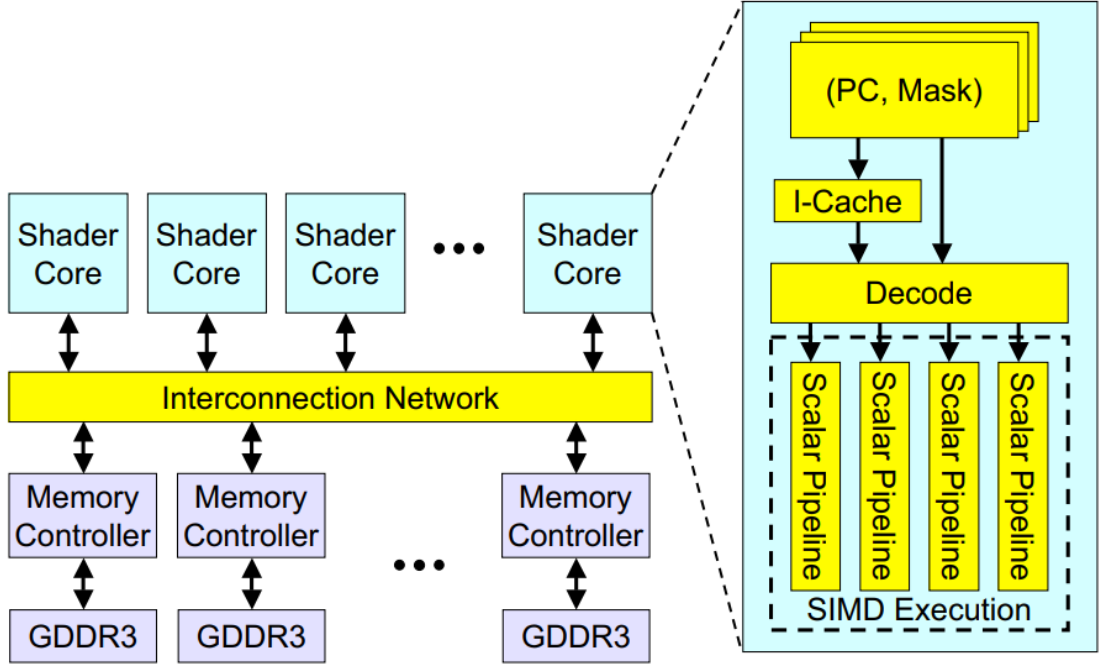 Shader
Core
Shader
Core
Shader
Core
•••
Shader
Core
Interconnection Network
Memory
Controller
Memory
Controller
•••
Memory
Controller
GDDR3
GDDR3
GDDR3
(PC, Mask)
I-Cache
Decode
Scalar Pipeline
Scalar Pipeline
Scalar Pipeline
Scalar Pipeline
SIMD Execution